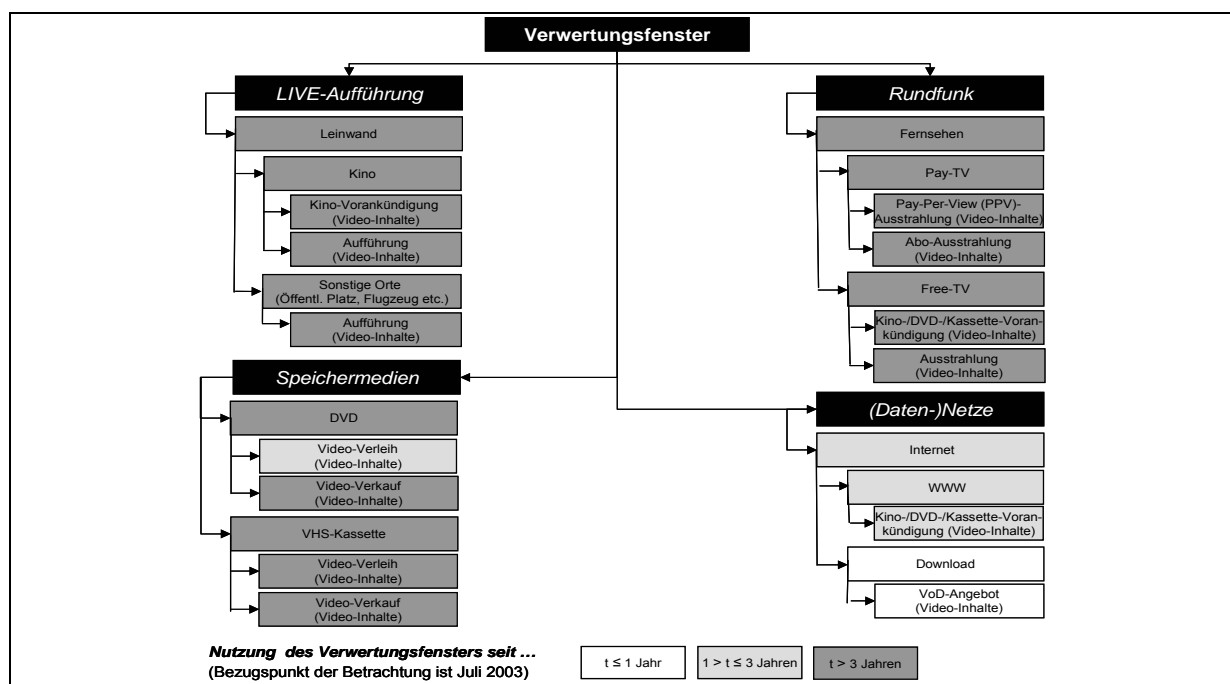 Verwertungsfenster
LIVE-Aufführung
Leinwand
Kino
Kino-Vorankündigung
(Video-Inhalte)
Aufführung
(Video-Inhalte)
Sonstige Orte
(Öffentl. Platz, Flugzeug etc.)
Aufführung
(Video-Inhalte)
Speichermedien
DVD
Video-Verleih
(Video-Inhalte)
Video-Verkauf
(Video-Inhalte)
VHS-Kassette
Video-Verleih
(Video-Inhalte)
Video-Verkauf
(Video-Inhalte)
Rundfunk
Fernsehen
Pay-TV
Pay-Per-View (PPV)-
Ausstrahlung (Video-Inhalte)
Abo-Ausstrahlung
(Video-Inhalte)
Free-TV
Kino-/DVD-/Kassette-Voran-
kündigung (Video-Inhalte)
Ausstrahlung
(Video-Inhalte)
(Daten-)Netze
Internet
WWW
Kino-/DVD-/Kassette-Voran-
kündigung (Video-Inhalte)
Download
VoD-Angebot
(Video-Inhalte)
Nutzung des Verwertungsfensters seit ...
(Bezugspunkt der Betrachtung ist Juli 2003)
t ≤ 1 Jahr
1 > t ≤ 3 Jahren
t > 3 Jahren